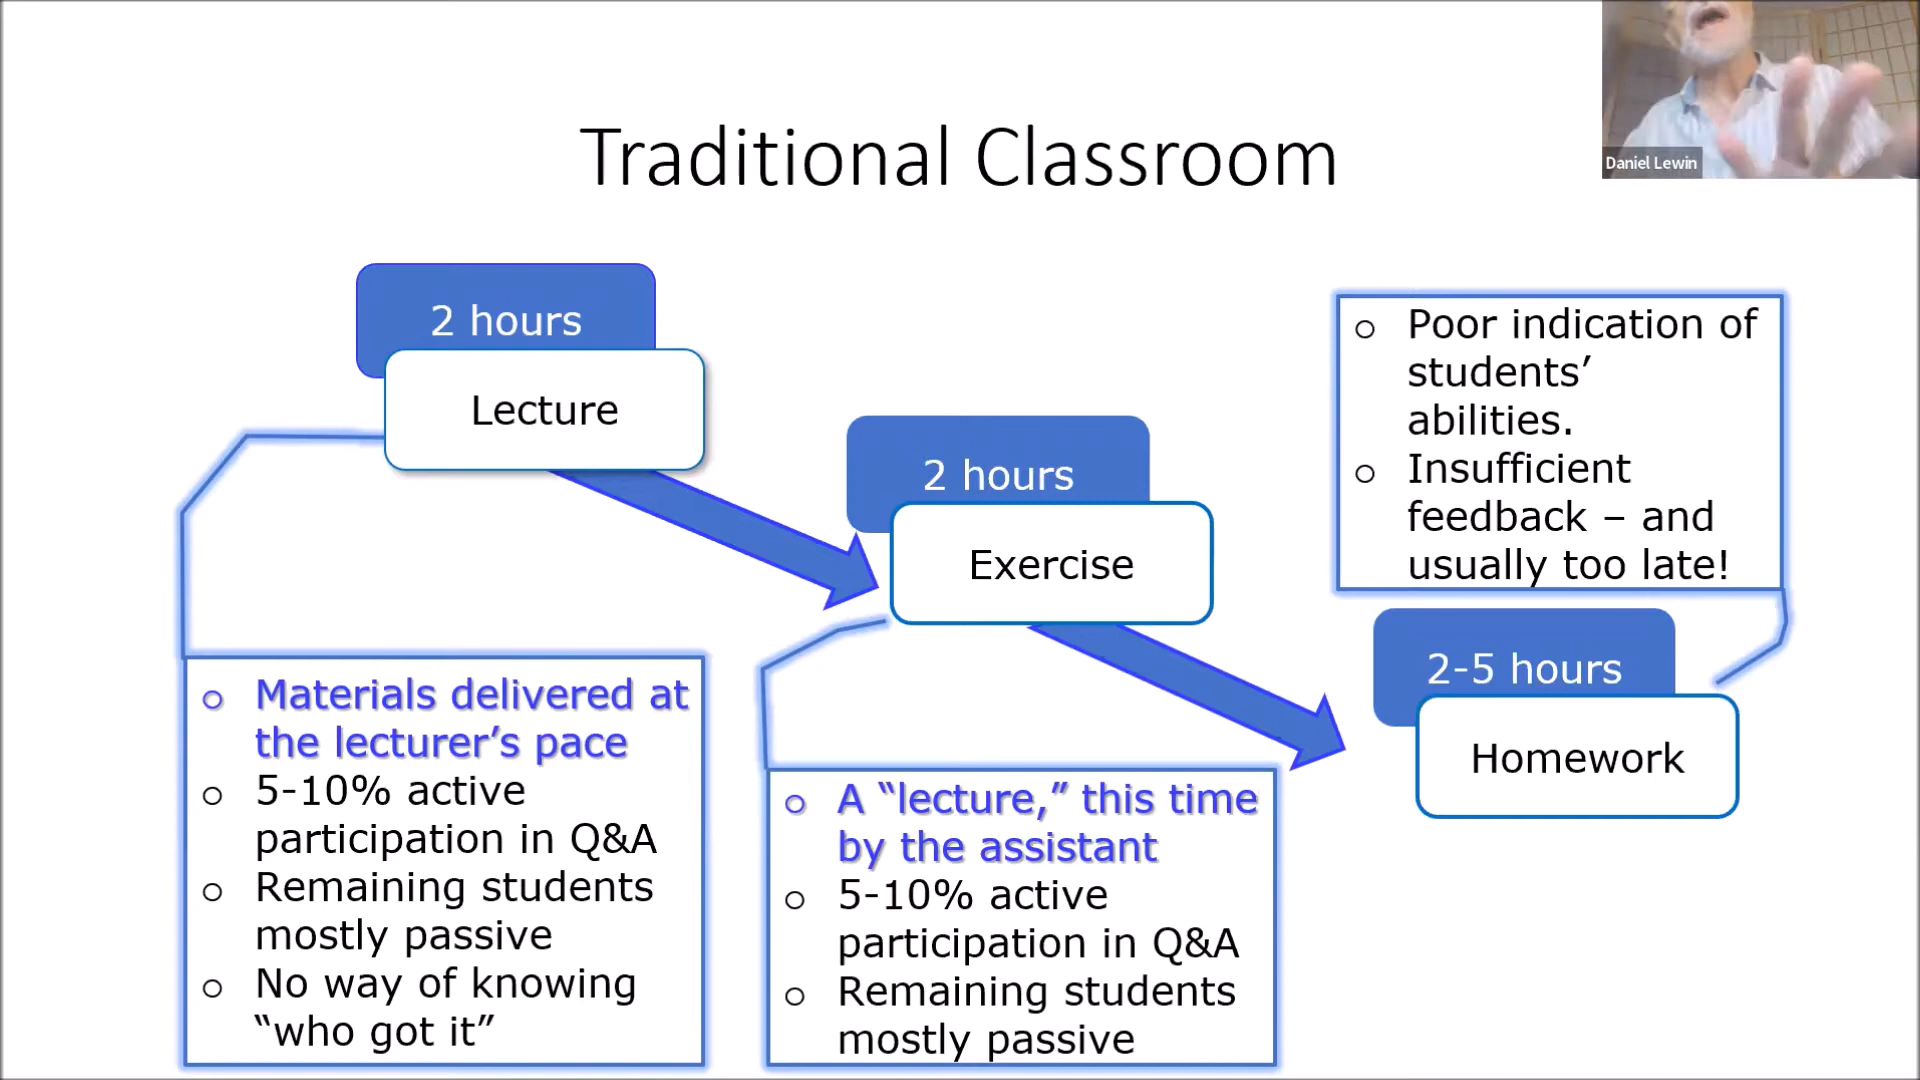 Daniel Lewin
Traditional Classroom
2 hours
Lecture
○ Materials delivered at
the lecturer’s pace
○ 5-10% active
participation in Q&A
○ Remaining students
mostly passive
○ No way of knowing
“who got it”
2 hours
Exercise
○ A “lecture,” this time
by the assistant
○ 5-10% active
participation in Q&A
○ Remaining students
mostly passive
○ Poor indication of
students’
abilities.
○ Insufficient
feedback – and
usually too late!
2-5 hours
Homework